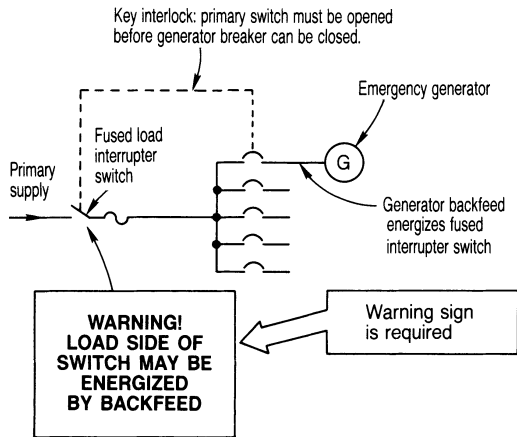 Key interlock: primary switch must be opened
before generator breaker can be closed.
Emergency generator
Fused load
interrupter
switch
Primary
supply
G
Generator backfeed
energizes fused
interrupter switch
WARNING!
LOAD SIDE OF
SWITCH MAY BE
ENERGIZED
BY BACKFEED
Warning sign
is required